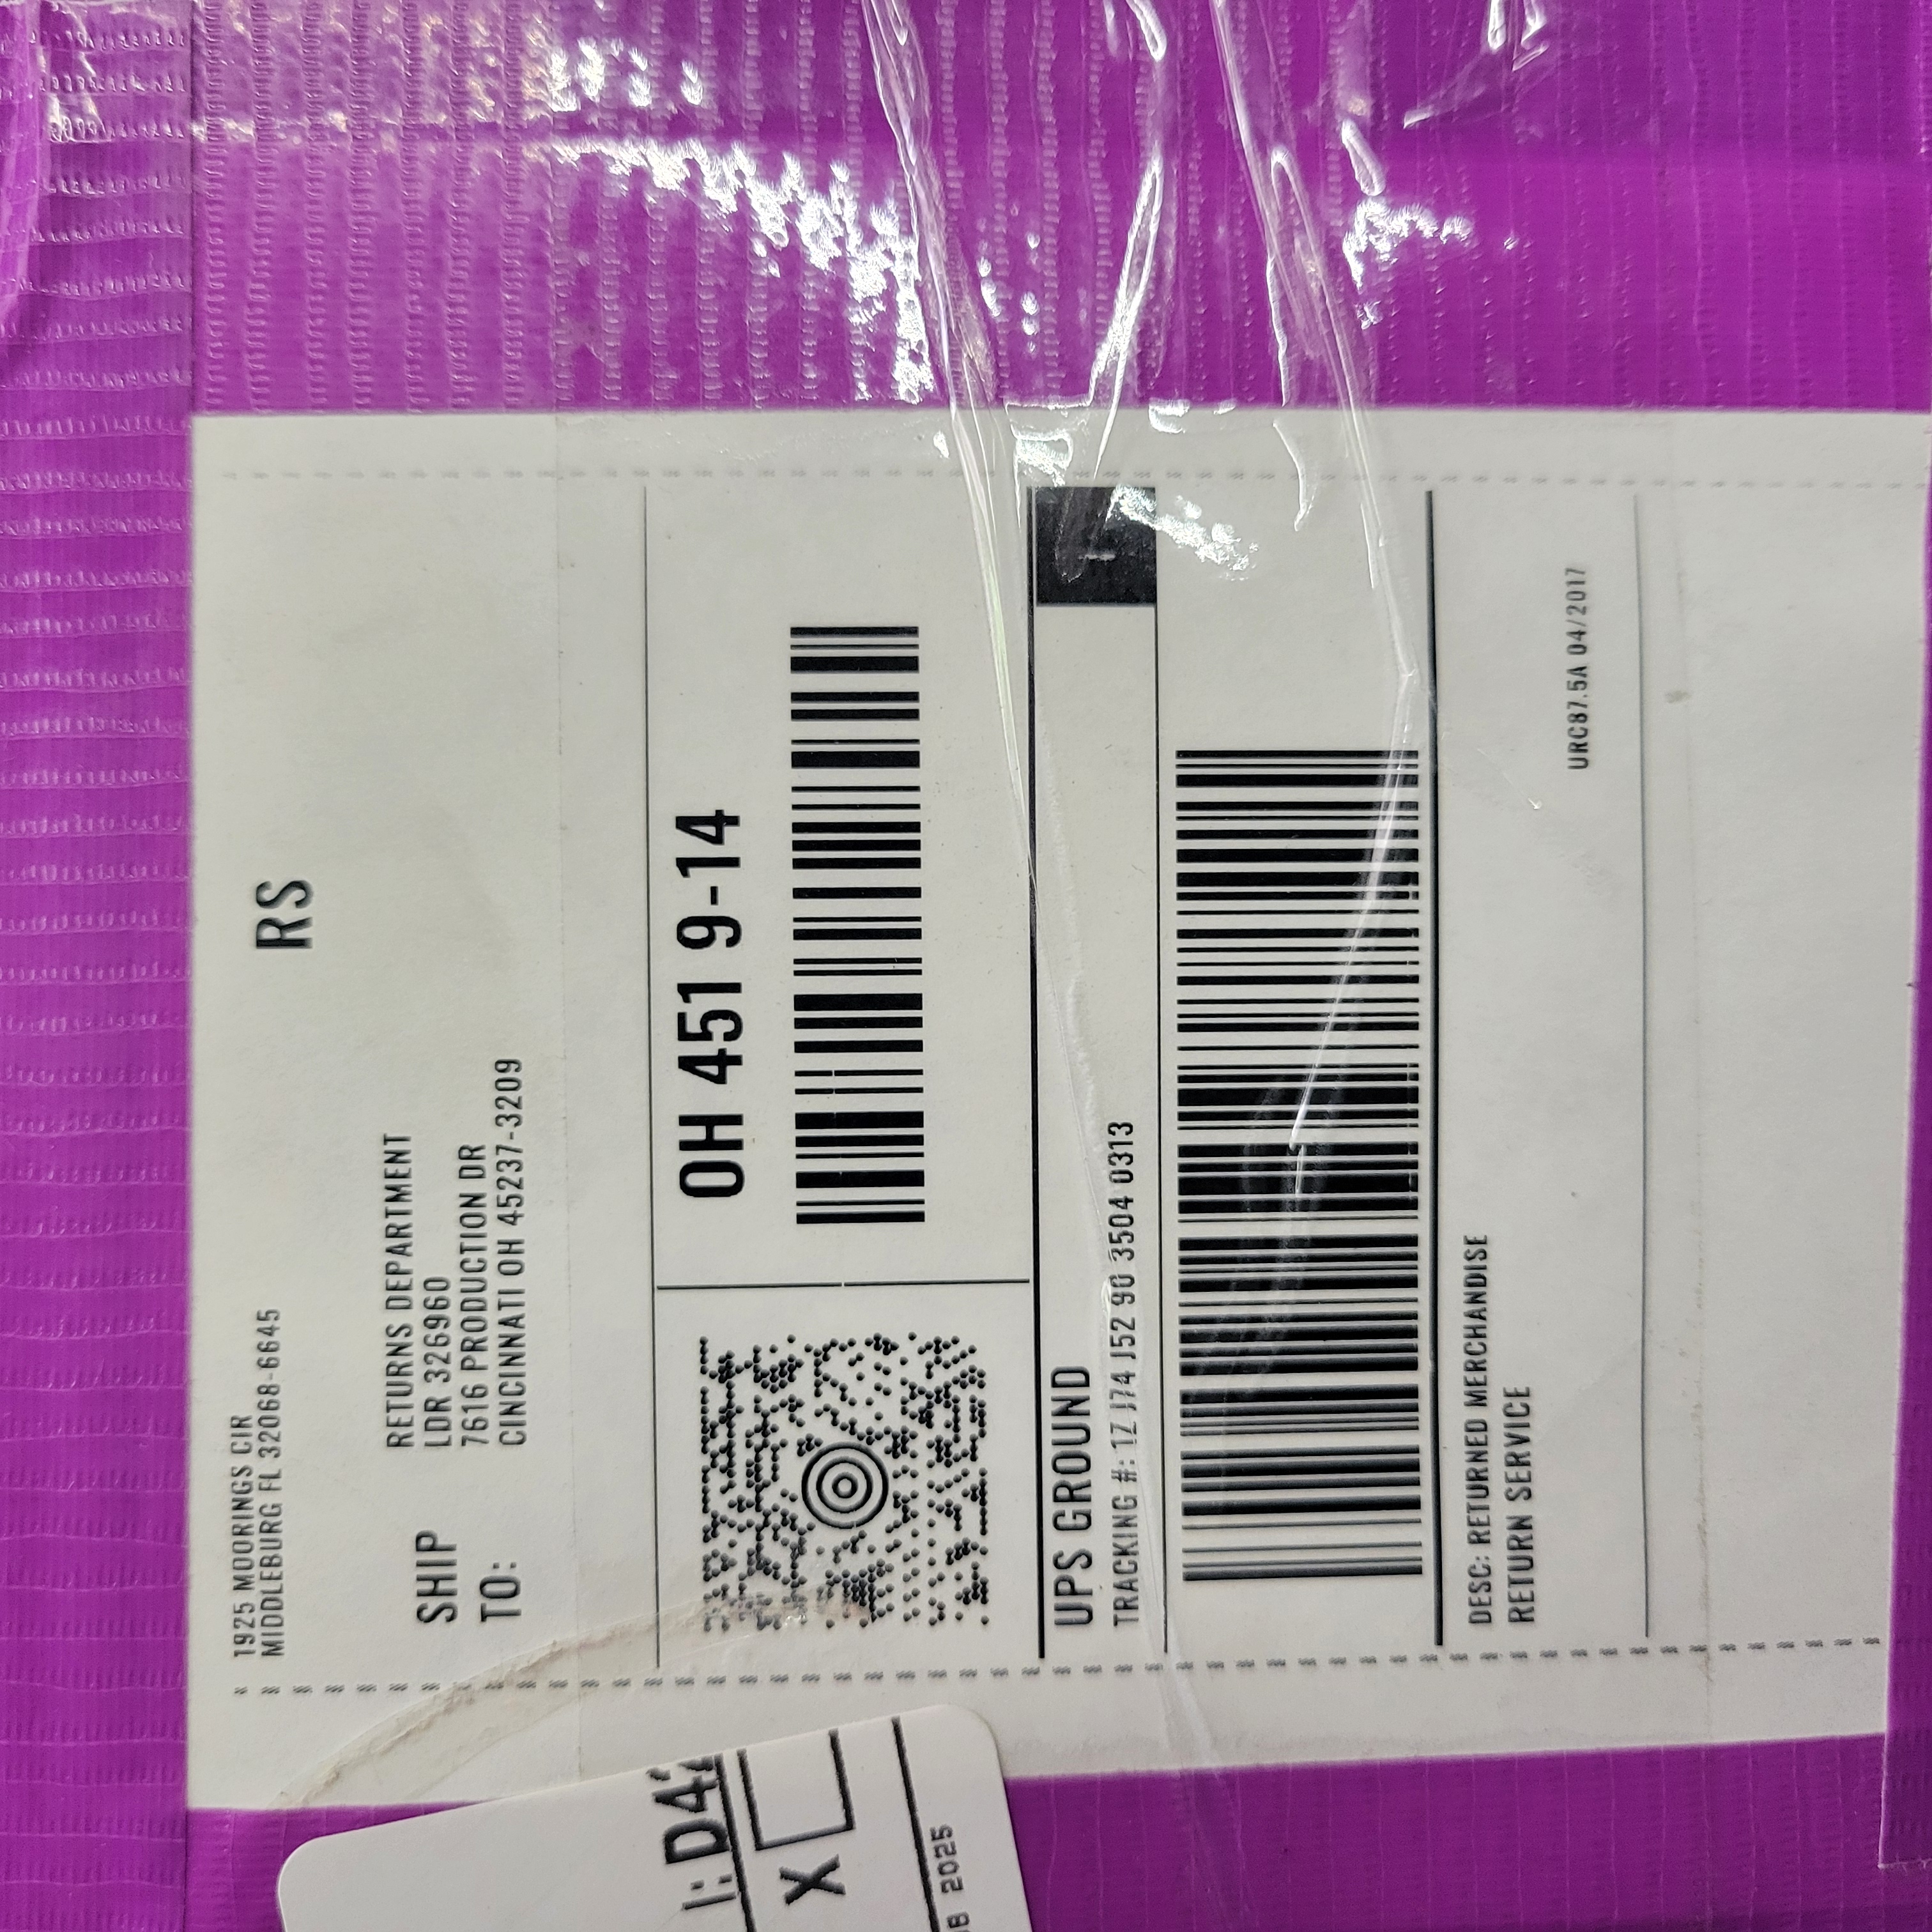 1925 MOORINGS CIR
MIDDLEBURG FL 32068-6645
RS
SHIP
TO:
RETURNS DEPARTMENT
LDR 326960
7616 PRODUCTION DR
CINCINNATI OH 45237-3209
OH 451 9-14
UPS GROUND
TRACKING #: 1Z J74 J52 90 3504 0313
DESC: RETURNED MERCHANDISE
RETURN SERVICE
URC87.5A 04/2017
X
2025